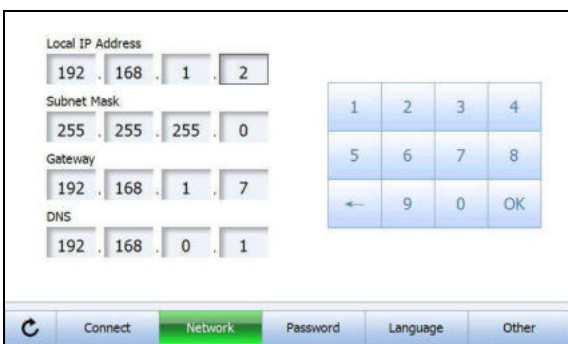 Local IP Address
192 . 168 . 1 . 2
Subnet Mask
255 . 255 . 255 . 0
Gateway
192 . 168 . 1 . 7
DNS
192 . 168 . 0 . 1
1 2 3 4
5 6 7 8
← 9 0 OK
Connect Network Password Language Other